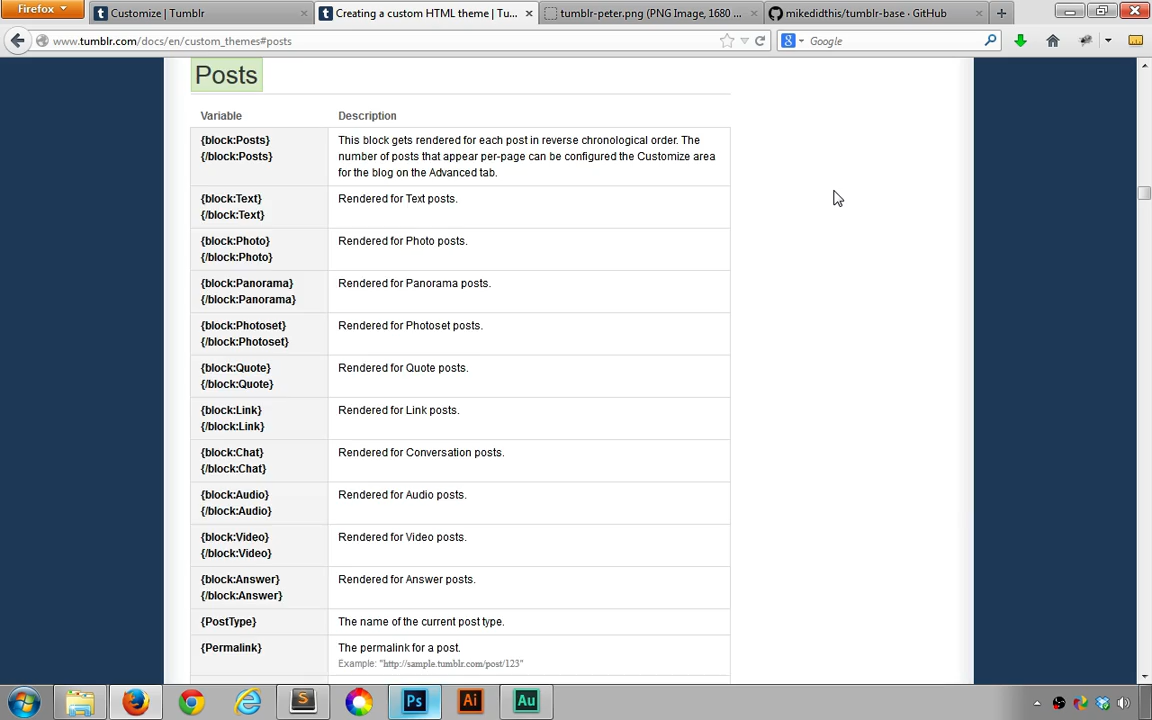 Firefox
Customize | Tumblr
Creating a custom HTML theme | Tu...
tumblr-peter.png (PNG Image, 1680 ...
mikedidthis/tumblr-base · GitHub
www.tumblr.com/docs/en/custom_themes#posts
Google
Posts
Variable Description
{block:Posts} This block gets rendered for each post in reverse chronological order. The
{/block:Posts} number of posts that appear per-page can be configured the Customize area
for the blog on the Advanced tab.
{block:Text} Rendered for Text posts.
{/block:Text}
{block:Photo} Rendered for Photo posts.
{/block:Photo}
{block:Panorama} Rendered for Panorama posts.
{/block:Panorama}
{block:Photoset} Rendered for Photoset posts.
{/block:Photoset}
{block:Quote} Rendered for Quote posts.
{/block:Quote}
{block:Link} Rendered for Link posts.
{/block:Link}
{block:Chat} Rendered for Conversation posts.
{/block:Chat}
{block:Audio} Rendered for Audio posts.
{/block:Audio}
{block:Video} Rendered for Video posts.
{/block:Video}
{block:Answer} Rendered for Answer posts.
{/block:Answer}
{PostType} The name of the current post type.
{Permalink} The permalink for a post.
Example: "http://sample.tumblr.com/post/123"
Ps
Ai
Au